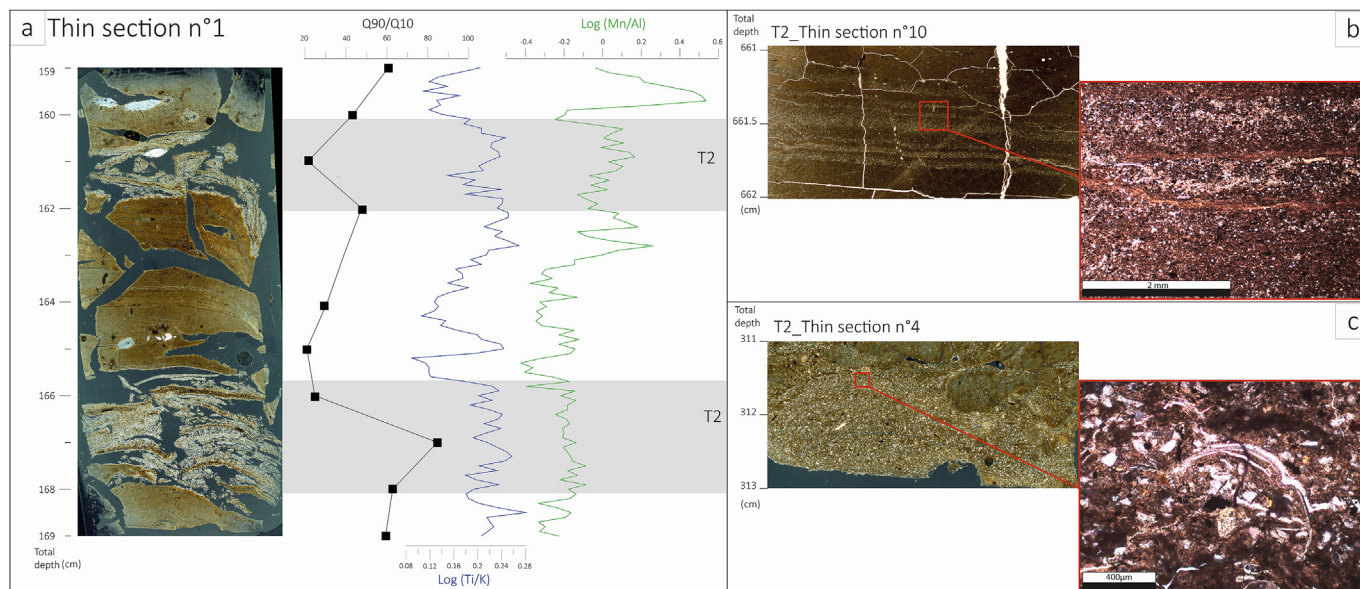 a Thin section n°1
Q90/Q10
20 40 60 80 100
Log (Mn/Al)
-0.4 -0.2 0 0.2 0.4 0.6
159
160
162
163
164
165
166
168
169
Total
depth (cm)
T2
T2
0.08 0.12 0.16 0.2 0.24 0.28
Log (Ti/K)
Total
depth
T2_Thin section n°10
b
661
661.5
662
(cm)
2 mm
Total
depth
T2_Thin section n°4
c
311
312
313
(cm)
400µm